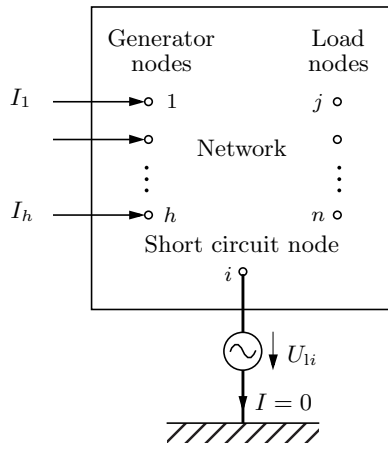 Generator Load
nodes nodes
I₁ 1 j
Network
Iₕ h n
Short circuit node
i
U₁ᵢ
I = 0